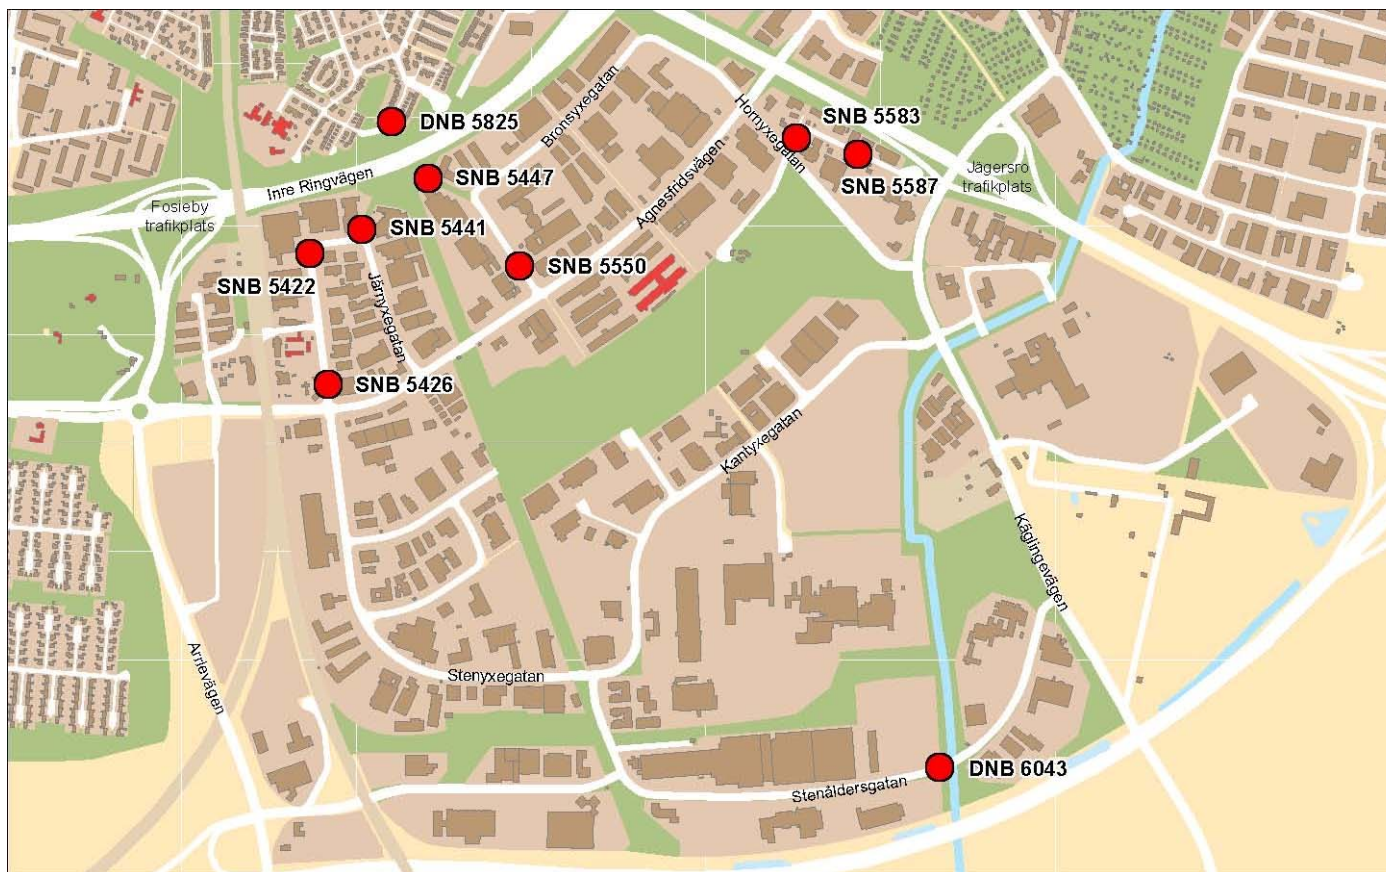 DNB 5825
Bronsyxegatan
Hornyxegatan
SNB 5583
SNB 5587
Inre Ringvägen
SNB 5447
Agnesfridsvägen
Jägersro
trafikplats
Fosieby
trafikplats
SNB 5441
SNB 5422
Järnyxegatan
SNB 5550
SNB 5426
Kantyxegatan
Käglingevägen
Arrievägen
Stenyxegatan
DNB 6043
Stenåldersgatan